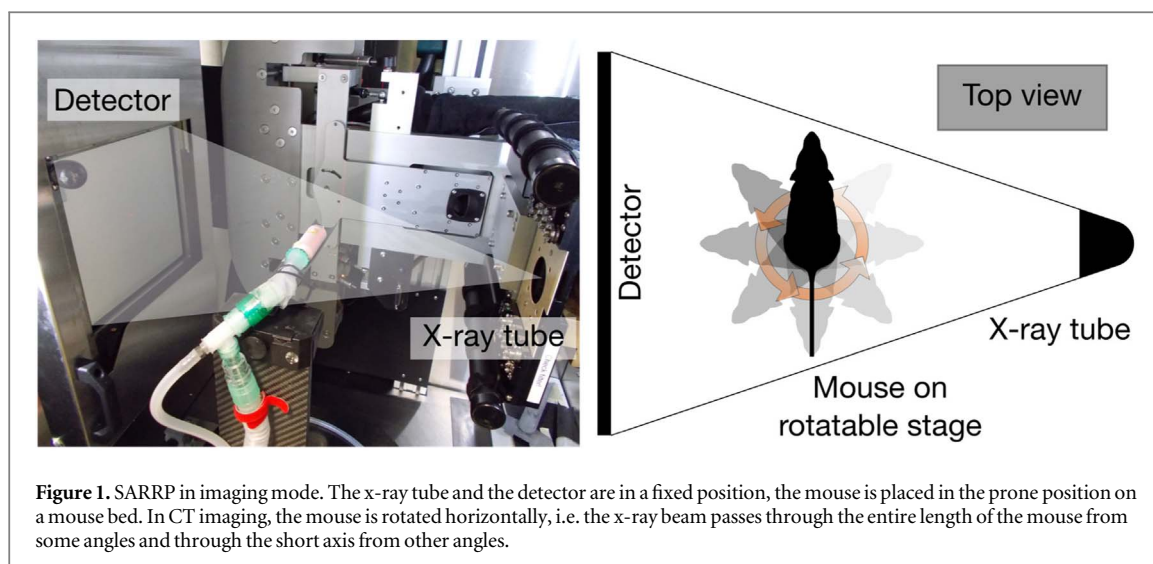 Detector
X-ray tube
Top view
Detector
X-ray tube
Mouse on
rotatable stage
Figure 1. SARRP in imaging mode. The x-ray tube and the detector are in a fixed position, the mouse is placed in the prone position on
a mouse bed. In CT imaging, the mouse is rotated horizontally, i.e. the x-ray beam passes through the entire length of the mouse from
some angles and through the short axis from other angles.